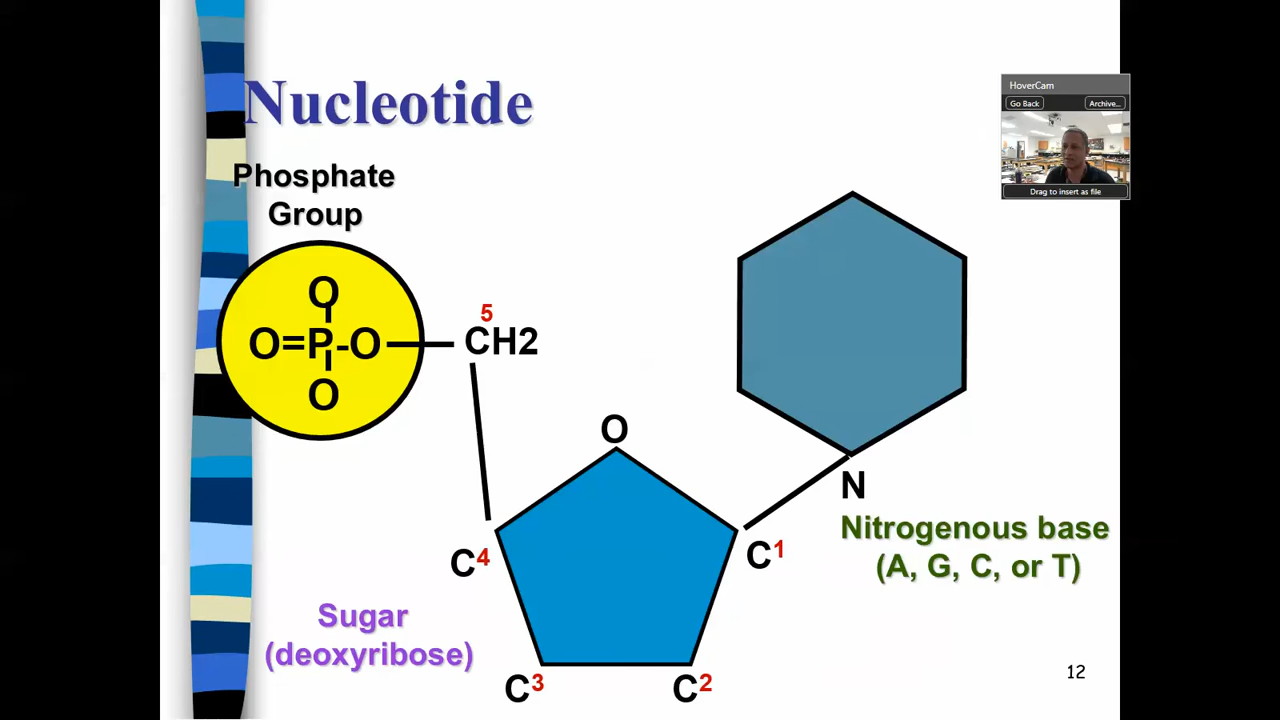 Nucleotide
HoverCam
Go Back
Archive...
Drag to insert as file
Phosphate
Group
O
O=P-O
O
5
CH2
O
N
C4
C1
Nitrogenous base
(A, G, C, or T)
Sugar
(deoxyribose)
C3
C2
12